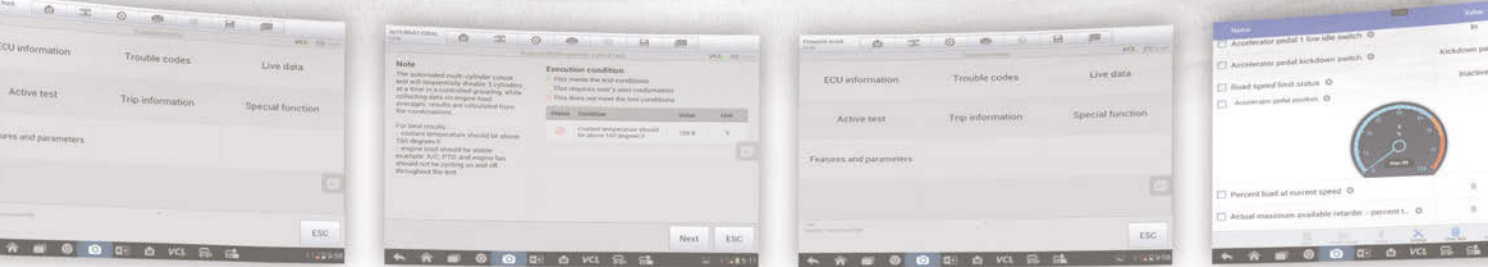 ECU information
Trouble codes
Live data
Active test
Trip information
Special function
ures and parameters
ESC
VCL
INTERNATIONAL
Note
The automated multi-cylinder cutout
test will sequentially disable 3 cylinders
at a time in a controlled grouping, while
collecting data on engine load
averages, results are calculated from
the combinations.
For best results:
- coolant temperature should be above
160 degrees F.
- engine load should be stable
example: A/C, PTO and engine fan
should not be cycling on and off
throughout the test
Execution condition
This meets the test conditions
This requires user's own confirmation
This does not meet the test conditions
Status Condition Value Unit
Coolant temperature should
be above 160 degrees F
Next
ESC
VCL
ECU information
Trouble codes
Live data
Active test
Trip information
Special function
Features and parameters
ESC
VCL
Name
Value
Accelerator pedal 1 low idle switch
Accelerator pedal kickdown switch
Kickdown pa
Road speed limit status
Inactive
Accelerator pedal position
Percent load at current speed
0
Actual maximum available retarder - percent t...
0
VCL